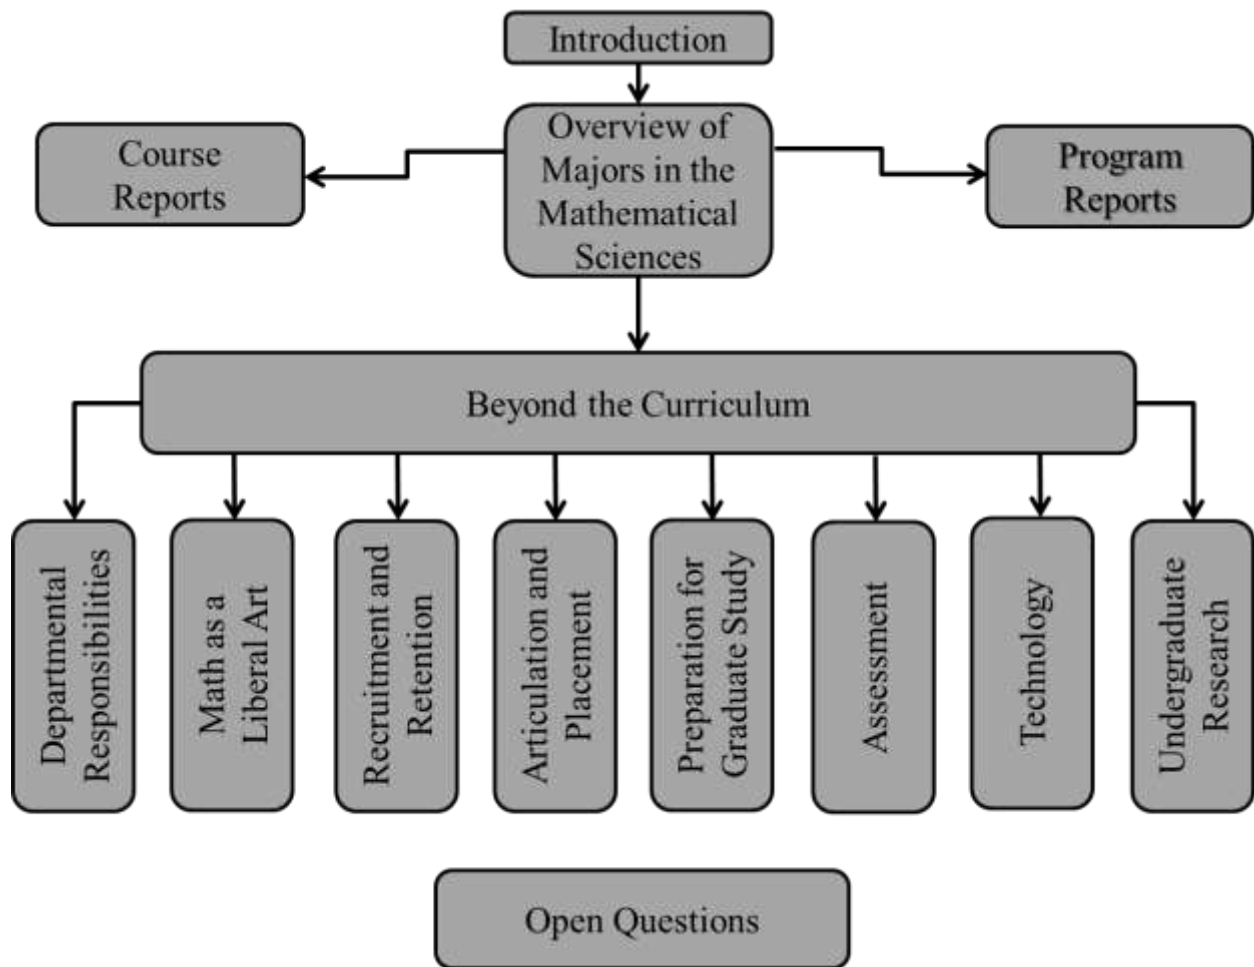 Introduction
Overview of
Majors in the
Mathematical
Sciences
Course
Reports
Program
Reports
Beyond the Curriculum
Departmental
Responsibilities
Math as a
Liberal Art
Recruitment and
Retention
Articulation and
Placement
Preparation for
Graduate Study
Assessment
Technology
Undergraduate
Research
Open Questions